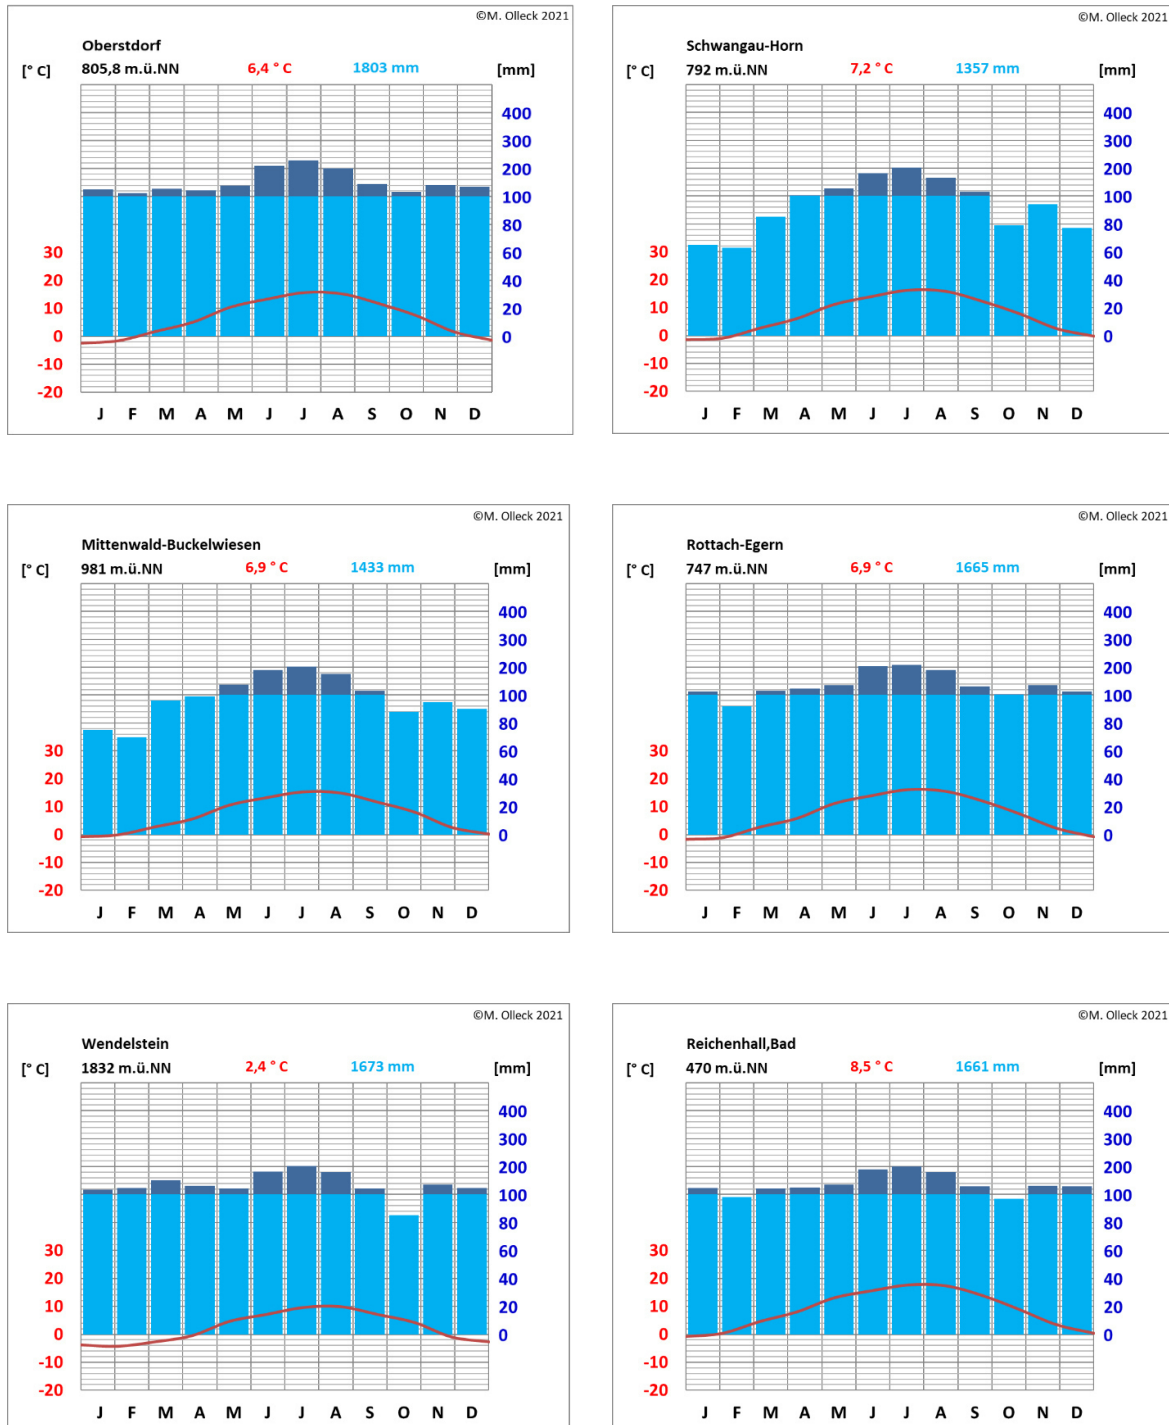 ©M. Olleck 2021
Oberstdorf
[° C] 805,8 m.ü.NN 6,4 ° C 1803 mm [mm]
400
300
200
100
80
30 60
20 40
10 20
0 0
-10
-20
J F M A M J J A S O N D
©M. Olleck 2021
Schwangau-Horn
[° C] 792 m.ü.NN 7,2 ° C 1357 mm [mm]
400
300
200
100
80
30 60
20 40
10 20
0 0
-10
-20
J F M A M J J A S O N D
©M. Olleck 2021
Mittenwald-Buckelwiesen
[° C] 981 m.ü.NN 6,9 ° C 1433 mm [mm]
400
300
200
100
80
30 60
20 40
10 20
0 0
-10
-20
J F M A M J J A S O N D
©M. Olleck 2021
Rottach-Egern
[° C] 747 m.ü.NN 6,9 ° C 1665 mm [mm]
400
300
200
100
80
30 60
20 40
10 20
0 0
-10
-20
J F M A M J J A S O N D
©M. Olleck 2021
Wendelstein
[° C] 1832 m.ü.NN 2,4 ° C 1673 mm [mm]
400
300
200
100
80
30 60
20 40
10 20
0 0
-10
-20
J F M A M J J A S O N D
©M. Olleck 2021
Reichenhall,Bad
[° C] 470 m.ü.NN 8,5 ° C 1661 mm [mm]
400
300
200
100
80
30 60
20 40
10 20
0 0
-10
-20
J F M A M J J A S O N D